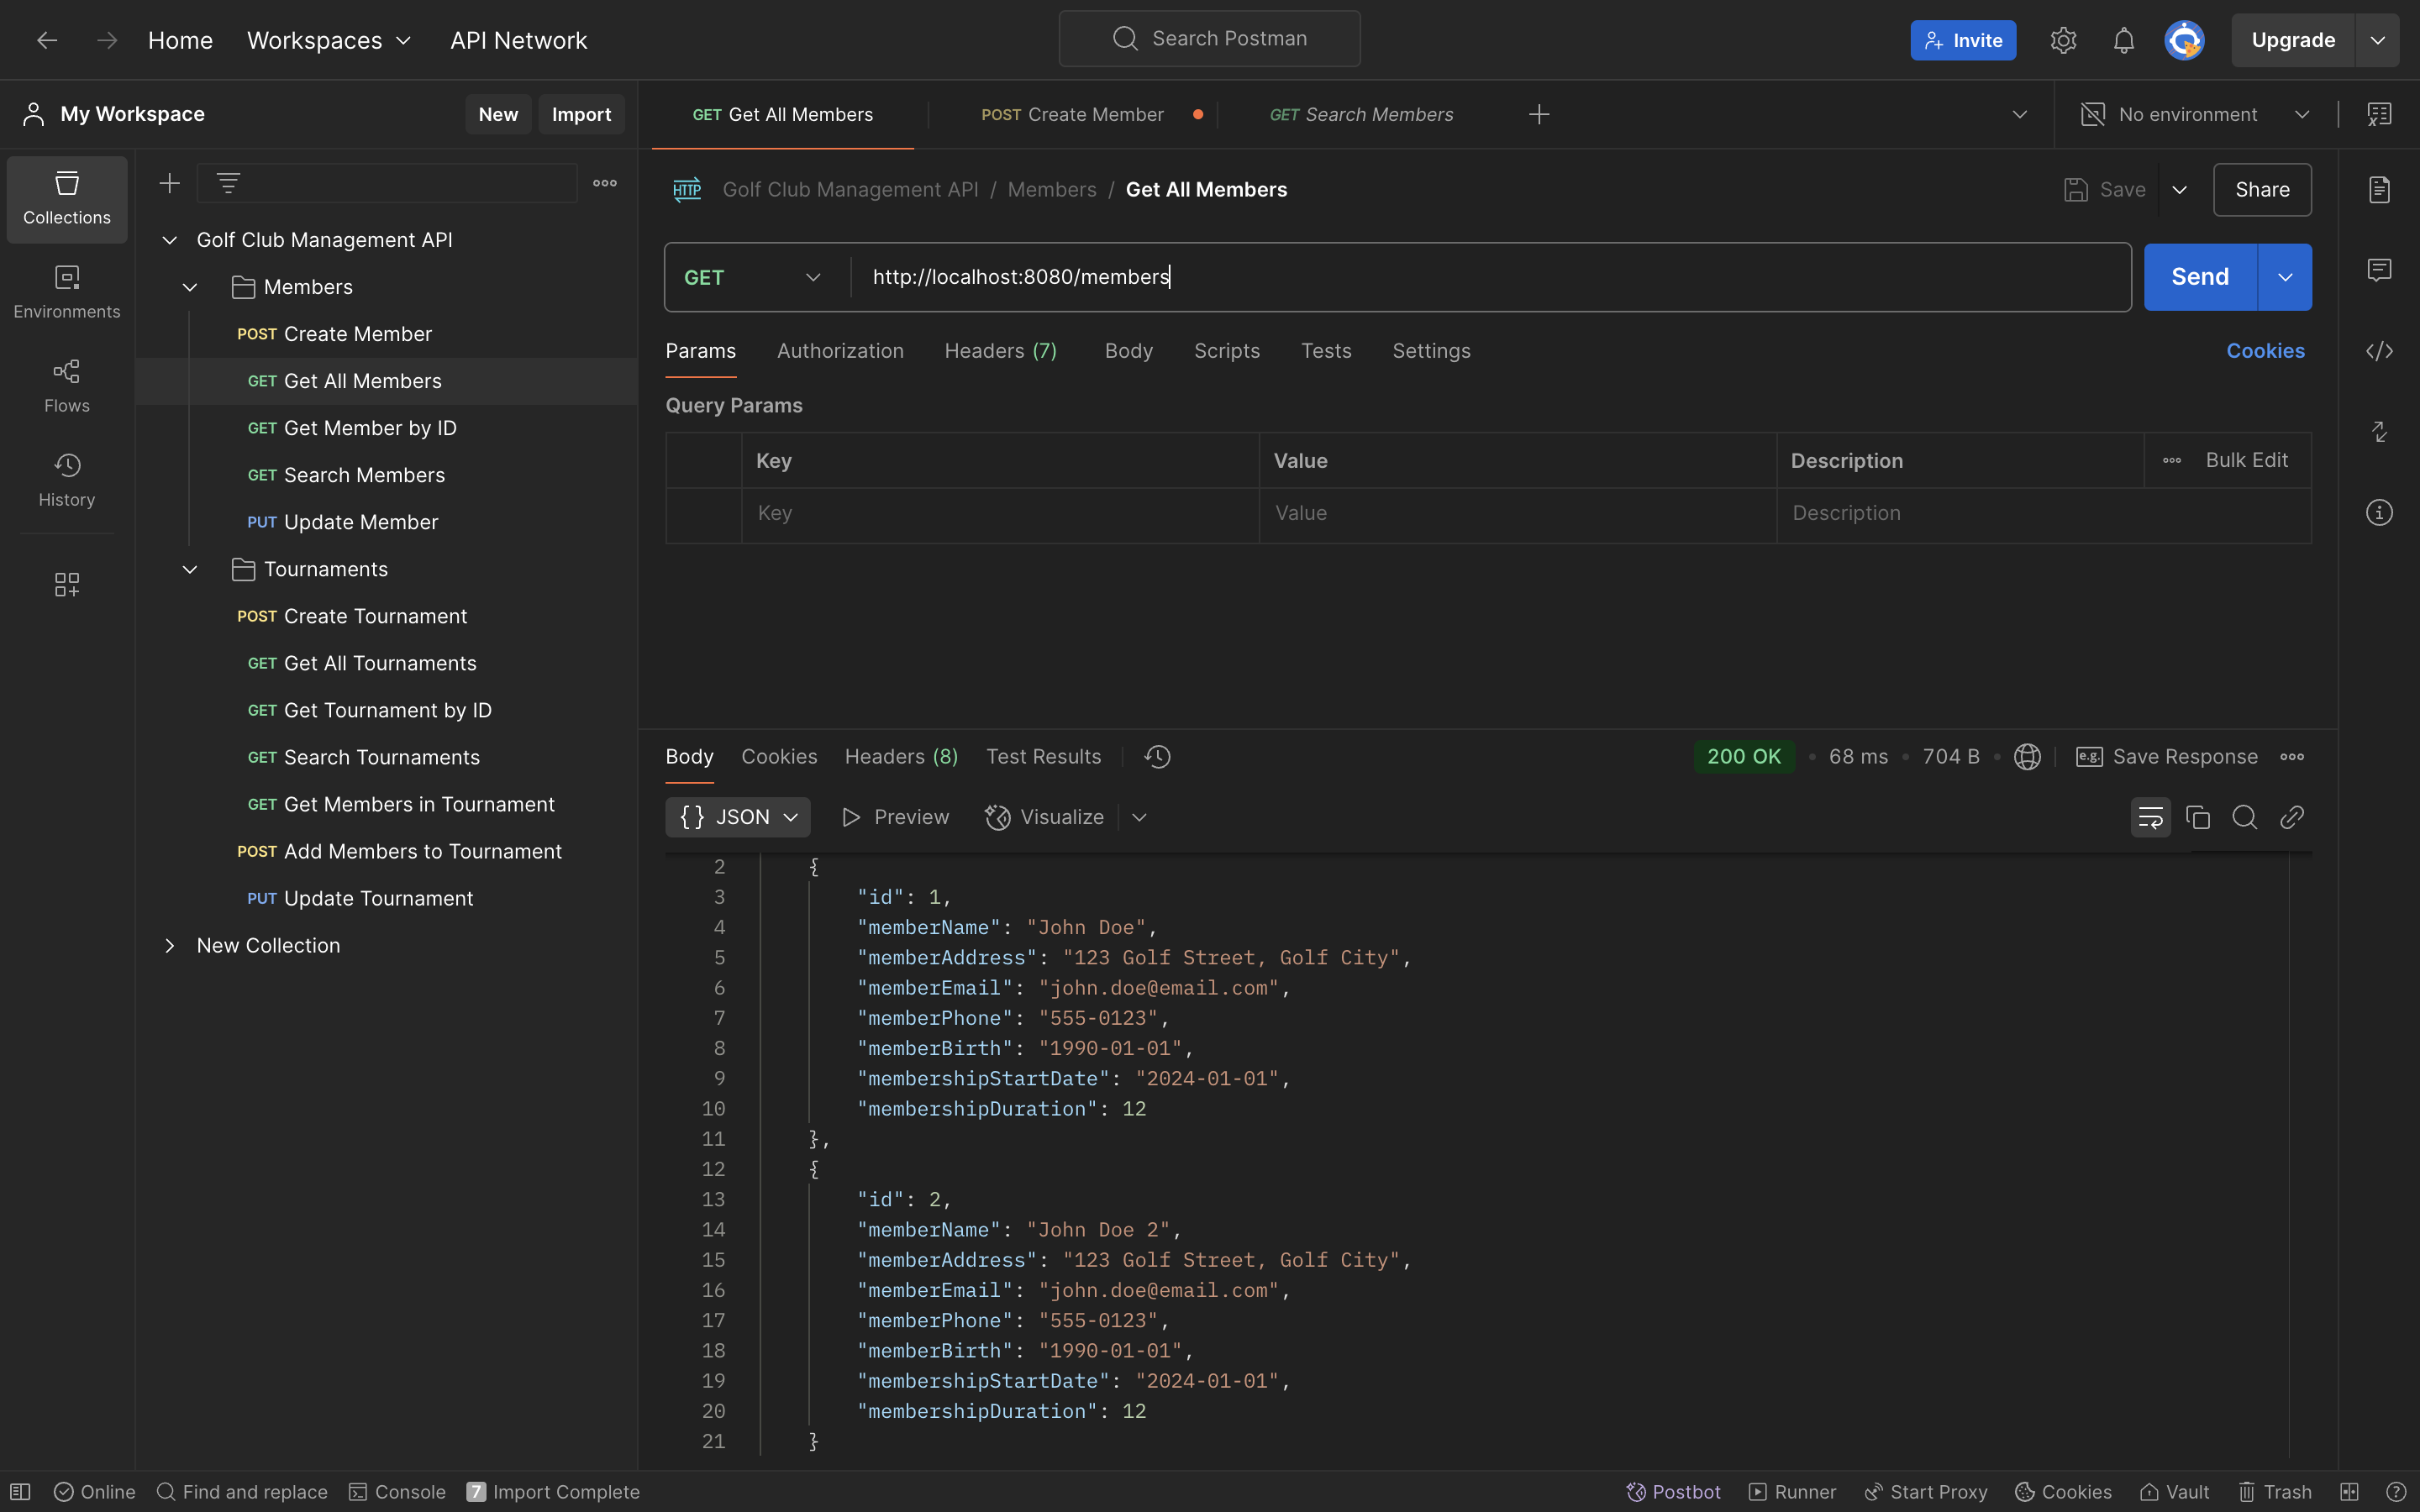 Home Workspaces API Network Search Postman Invite Upgrade
My Workspace New Import
GET Get All Members POST Create Member GET Search Members No environment
Collections
Environments
Flows
History
Golf Club Management API
Members
POST Create Member
GET Get All Members
GET Get Member by ID
GET Search Members
PUT Update Member
Tournaments
POST Create Tournament
GET Get All Tournaments
GET Get Tournament by ID
GET Search Tournaments
GET Get Members in Tournament
POST Add Members to Tournament
PUT Update Tournament
New Collection
HTTP Golf Club Management API / Members / Get All Members Save Share
GET http://localhost:8080/members Send
Params Authorization Headers (7) Body Scripts Tests Settings Cookies
Query Params
Key Value Description Bulk Edit
Key Value Description
Body Cookies Headers (8) Test Results 200 OK • 68 ms • 704 B • e.g. Save Response
{} JSON Preview Visualize
2 {
3 "id": 1,
4 "memberName": "John Doe",
5 "memberAddress": "123 Golf Street, Golf City",
6 "memberEmail": "john.doe@email.com",
7 "memberPhone": "555-0123",
8 "memberBirth": "1990-01-01",
9 "membershipStartDate": "2024-01-01",
10 "membershipDuration": 12
11 },
12 {
13 "id": 2,
14 "memberName": "John Doe 2",
15 "memberAddress": "123 Golf Street, Golf City",
16 "memberEmail": "john.doe@email.com",
17 "memberPhone": "555-0123",
18 "memberBirth": "1990-01-01",
19 "membershipStartDate": "2024-01-01",
20 "membershipDuration": 12
21 }
Online Find and replace Console 7 Import Complete Postbot Runner Start Proxy Cookies Vault Trash